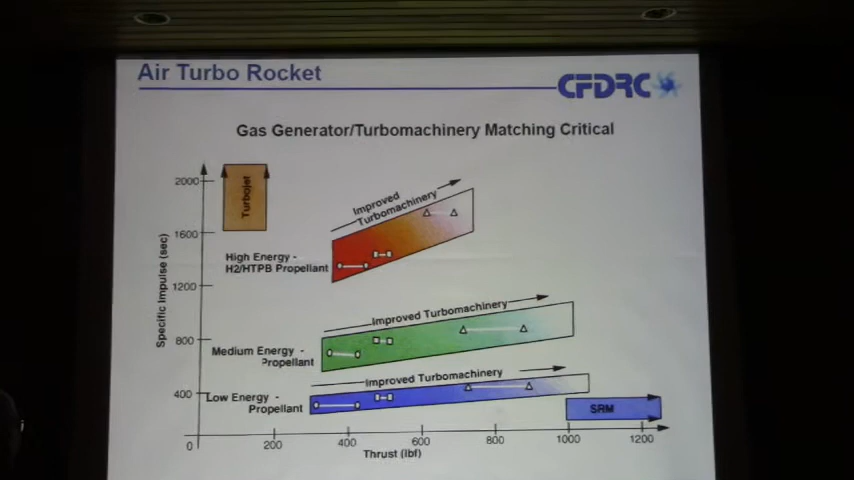 Air Turbo Rocket
CFDRC
Gas Generator/Turbomachinery Matching Critical
2000
Turbojet
Improved
Turbomachinery
1600
High Energy -
H2/HTPB Propellant
1200
Specific Impulse (sec)
Improved Turbomachinery
800
Medium Energy -
Propellant
Improved Turbomachinery
400
Low Energy -
Propellant
SRM
0
200
400
600
800
1000
1200
Thrust (lbf)